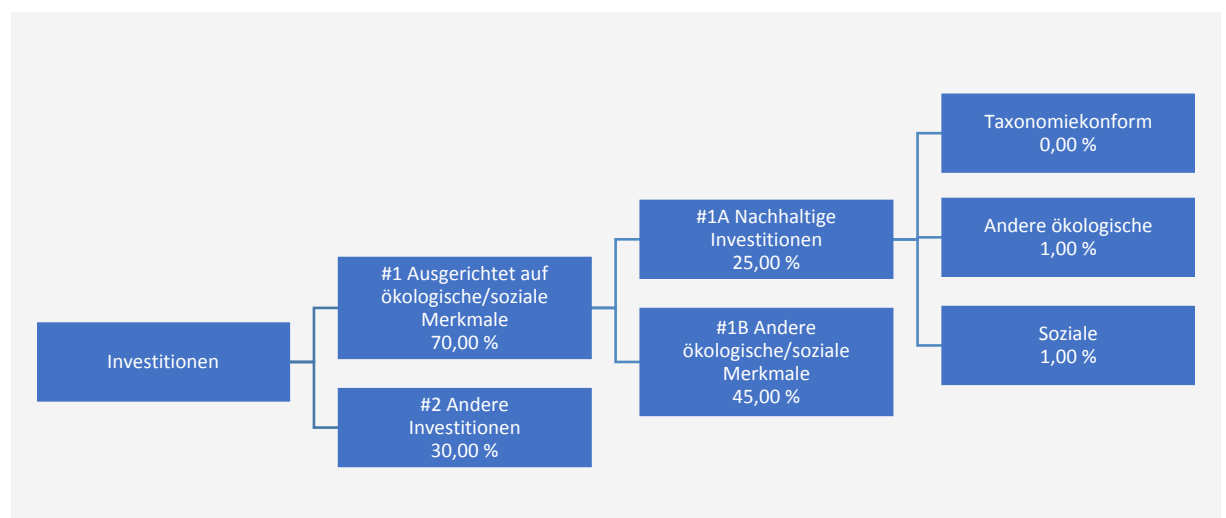 Investitionen
#1 Ausgerichtet auf
ökologische/soziale
Merkmale
70,00 %
#2 Andere
Investitionen
30,00 %
#1A Nachhaltige
Investitionen
25,00 %
#1B Andere
ökologische/soziale
Merkmale
45,00 %
Taxonomiekonform
0,00 %
Andere ökologische
1,00 %
Soziale
1,00 %